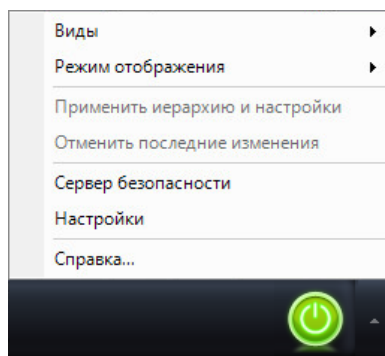 Виды
Режим отображения
Применить иерархию и настройки
Отменить последние изменения
Сервер безопасности
Настройки
Справка...